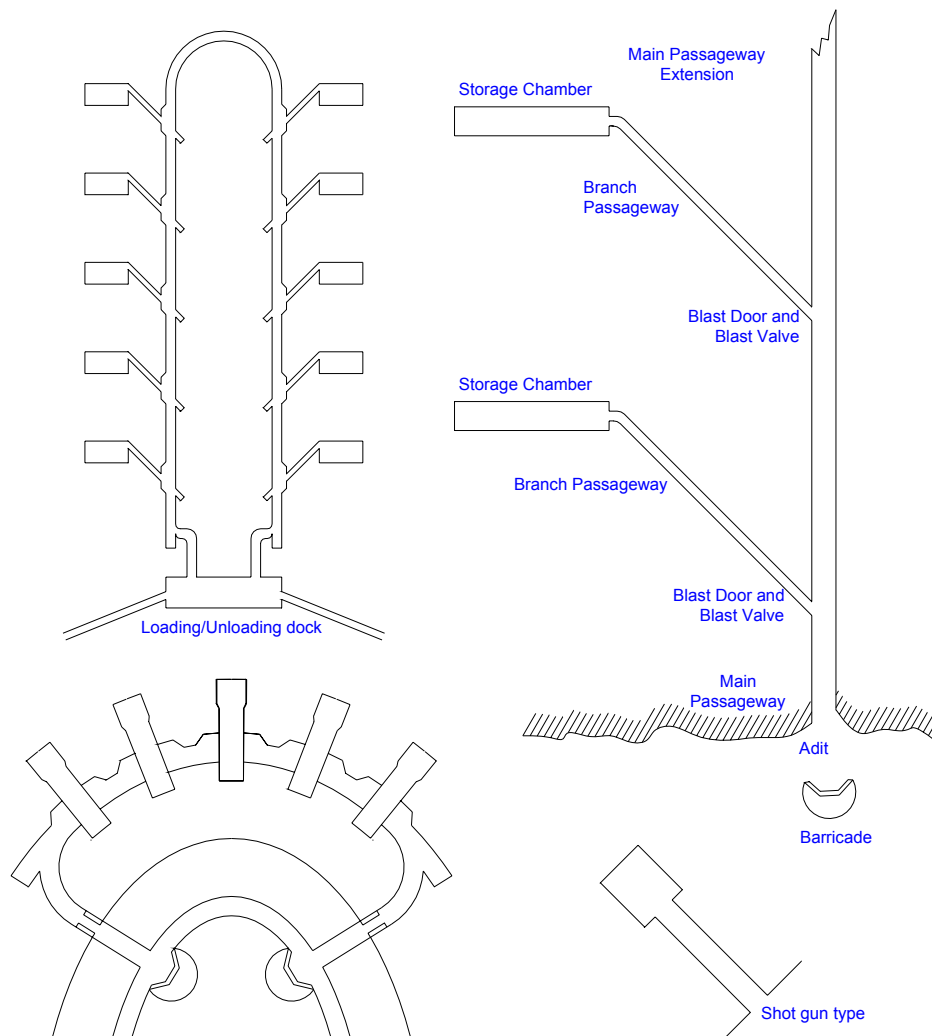 Main Passageway
Extension
Storage Chamber
Branch
Passageway
Blast Door and
Blast Valve
Storage Chamber
Branch Passageway
Blast Door and
Blast Valve
Loading/Unloading dock
Main
Passageway
Adit
Barricade
Shot gun type